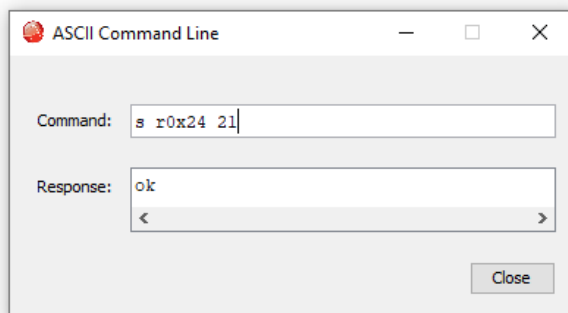 ASCII Command Line
Command: s r0x24 21
Response: ok
Close